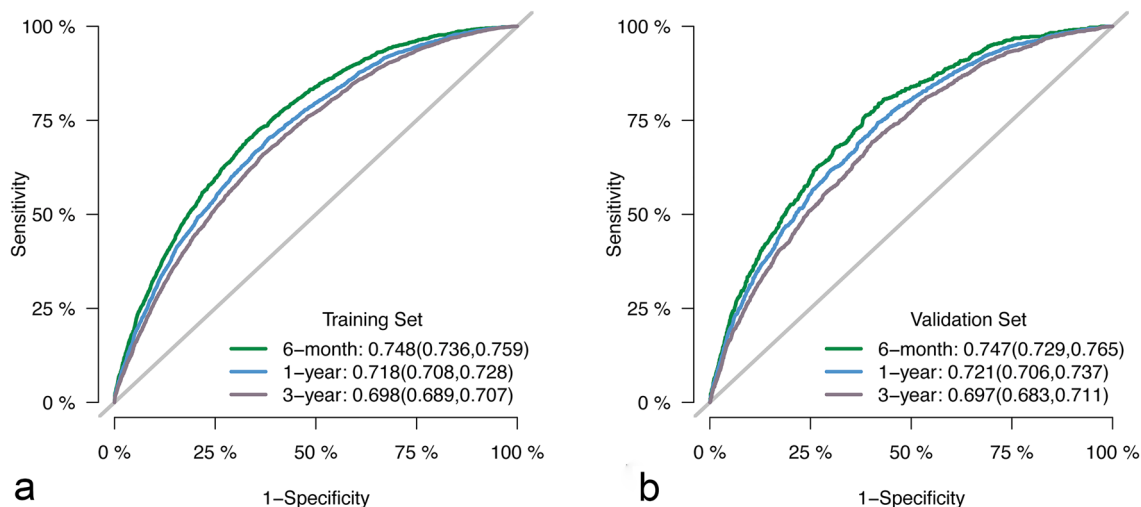 100 %
75 %
50 %
25 %
0 %
Sensitivity
Training Set
6−month: 0.748(0.736,0.759)
1−year: 0.718(0.708,0.728)
3−year: 0.698(0.689,0.707)
0 %
25 %
50 %
75 %
100 %
1−Specificity
a
100 %
75 %
50 %
25 %
0 %
Sensitivity
Validation Set
6−month: 0.747(0.729,0.765)
1−year: 0.721(0.706,0.737)
3−year: 0.697(0.683,0.711)
0 %
25 %
50 %
75 %
100 %
1−Specificity
b